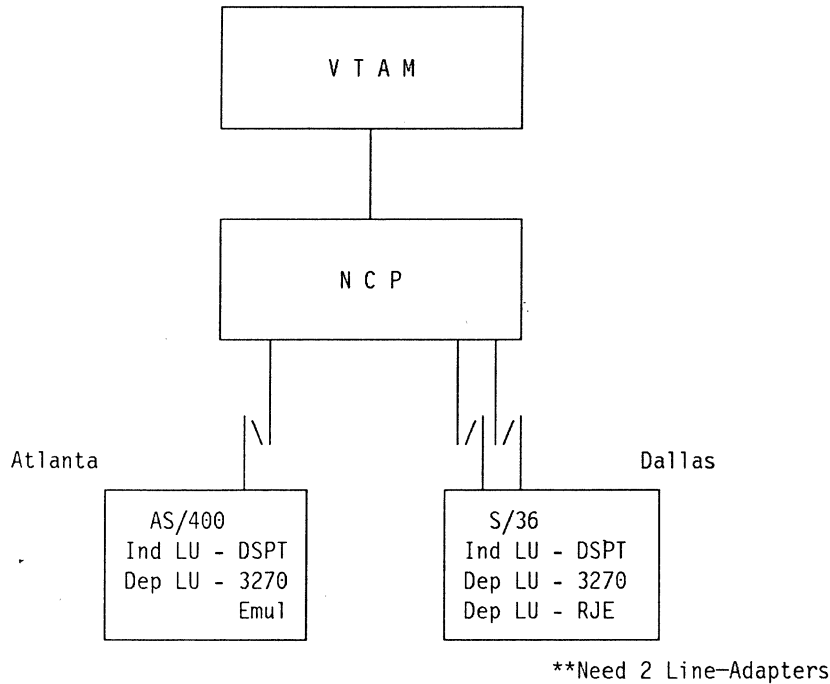 V T A M
N C P
Atlanta
Dallas
AS/400
Ind LU - DSPT
Dep LU - 3270
Emul
S/36
Ind LU - DSPT
Dep LU - 3270
Dep LU - RJE
**Need 2 Line—Adapters